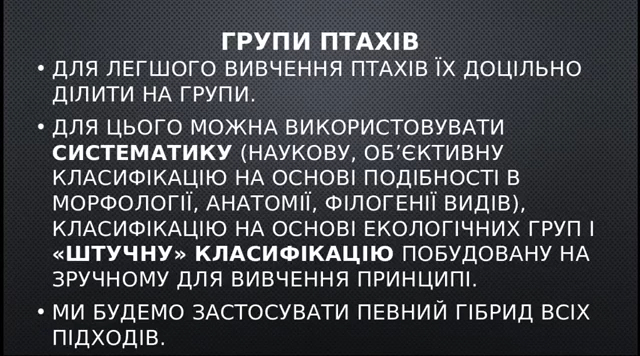 ГРУПИ ПТАХІВ
• ДЛЯ ЛЕГШОГО ВИВЧЕННЯ ПТАХІВ ЇХ ДОЦІЛЬНО
ДІЛИТИ НА ГРУПИ.
• ДЛЯ ЦЬОГО МОЖНА ВИКОРИСТОВУВАТИ
СИСТЕМАТИКУ (НАУКОВУ, ОБ’ЄКТИВНУ
КЛАСИФІКАЦІЮ НА ОСНОВІ ПОДІБНОСТІ В
МОРФОЛОГІЇ, АНАТОМІЇ, ФІЛОГЕНІЇ ВИДІВ),
КЛАСИФІКАЦІЮ НА ОСНОВІ ЕКОЛОГІЧНИХ ГРУП І
«ШТУЧНУ» КЛАСИФІКАЦІЮ ПОБУДОВАНУ НА
ЗРУЧНОМУ ДЛЯ ВИВЧЕННЯ ПРИНЦИПІ.
• МИ БУДЕМО ЗАСТОСУВАТИ ПЕВНИЙ ГІБРИД ВСІХ
ПІДХОДІВ.